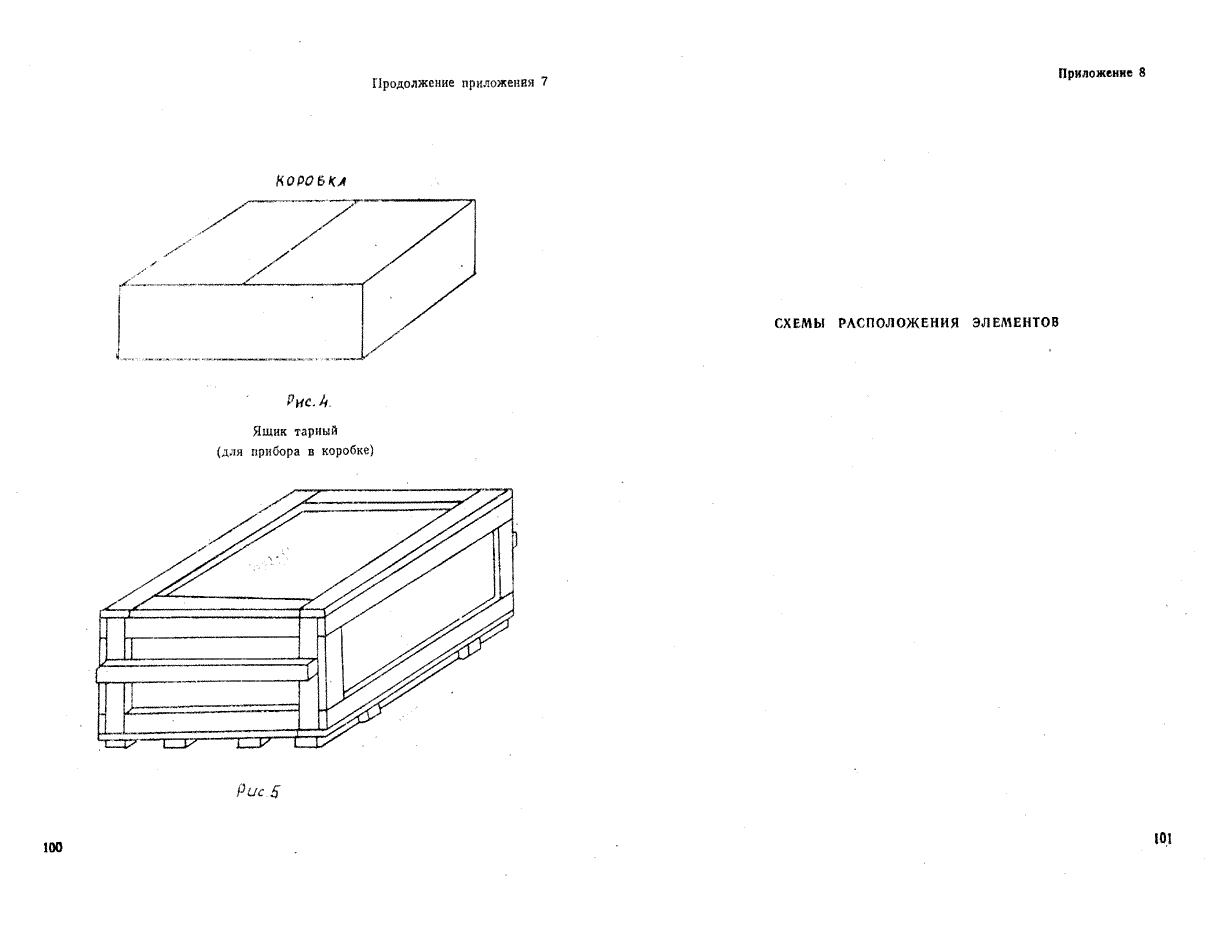 Продолжение приложения 7
КОРОБКА
Рис. 4.
Ящик тарный
(для прибора в коробке)
Рис 5
100
Приложение 8
СХЕМЫ РАСПОЛОЖЕНИЯ ЭЛЕМЕНТОВ
101